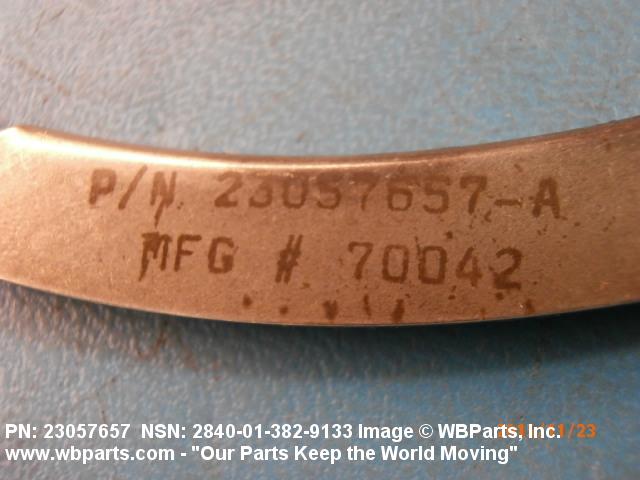 P/N 23057657-A
MFG # 70042
PN: 23057657 NSN: 2840-01-382-9133 Image © WBParts, Inc.
www.wbparts.com - "Our Parts Keep the World Moving"